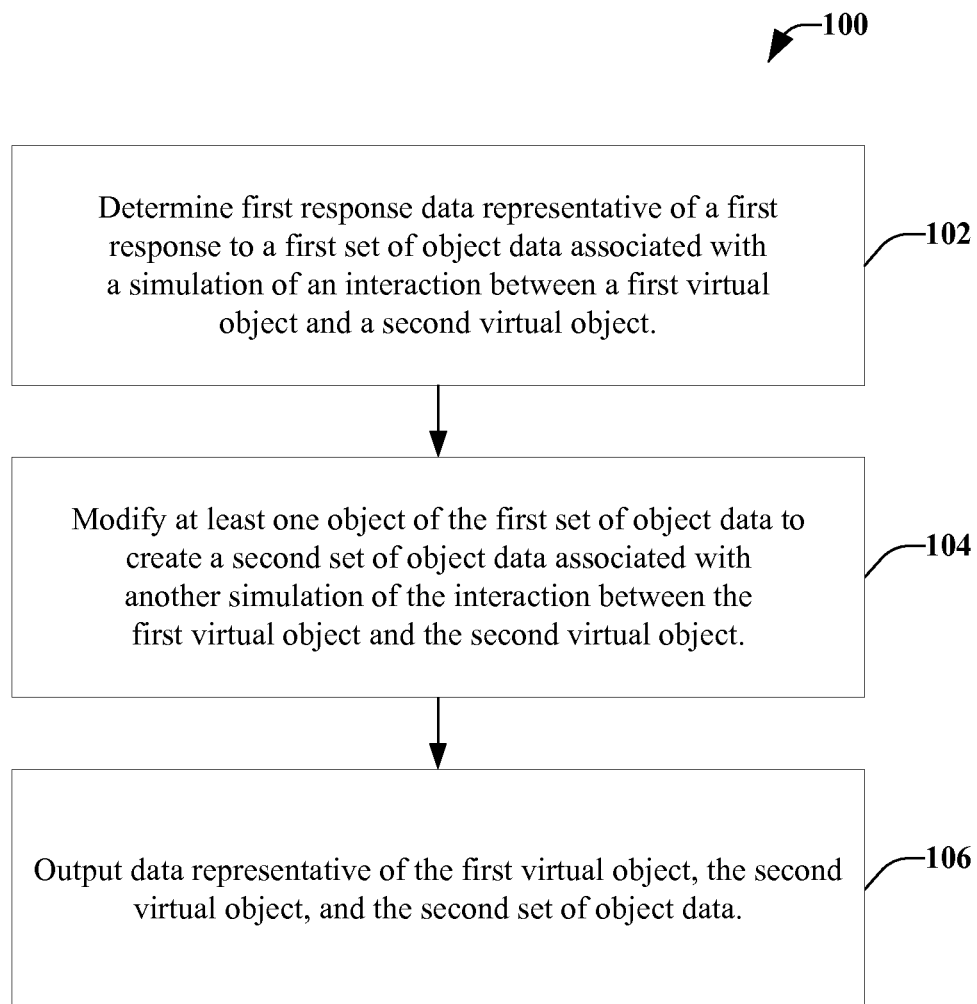 100
Determine first response data representative of a first
response to a first set of object data associated with
a simulation of an interaction between a first virtual
object and a second virtual object.
102
Modify at least one object of the first set of object data to
create a second set of object data associated with
another simulation of the interaction between the
first virtual object and the second virtual object.
104
Output data representative of the first virtual object, the second
virtual object, and the second set of object data.
106